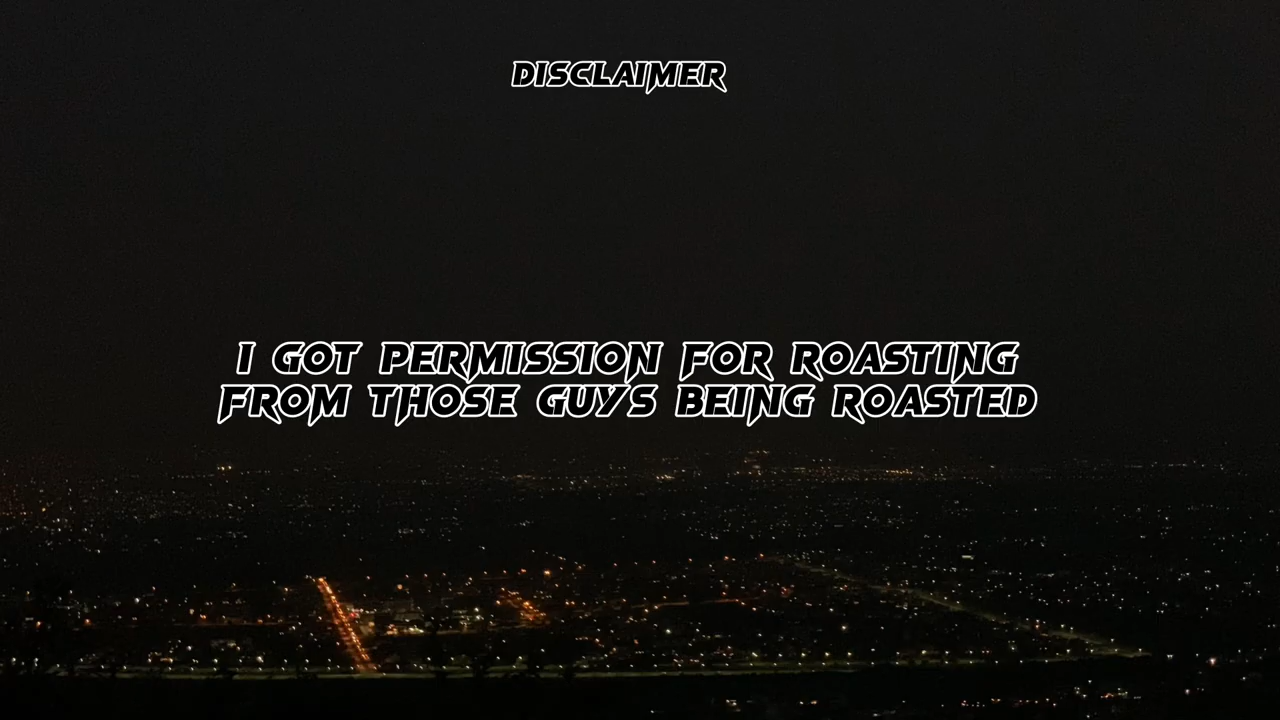 DISCLAIMER
I GOT PERMISSION FOR ROASTING
FROM THOSE GUYS BEING ROASTED